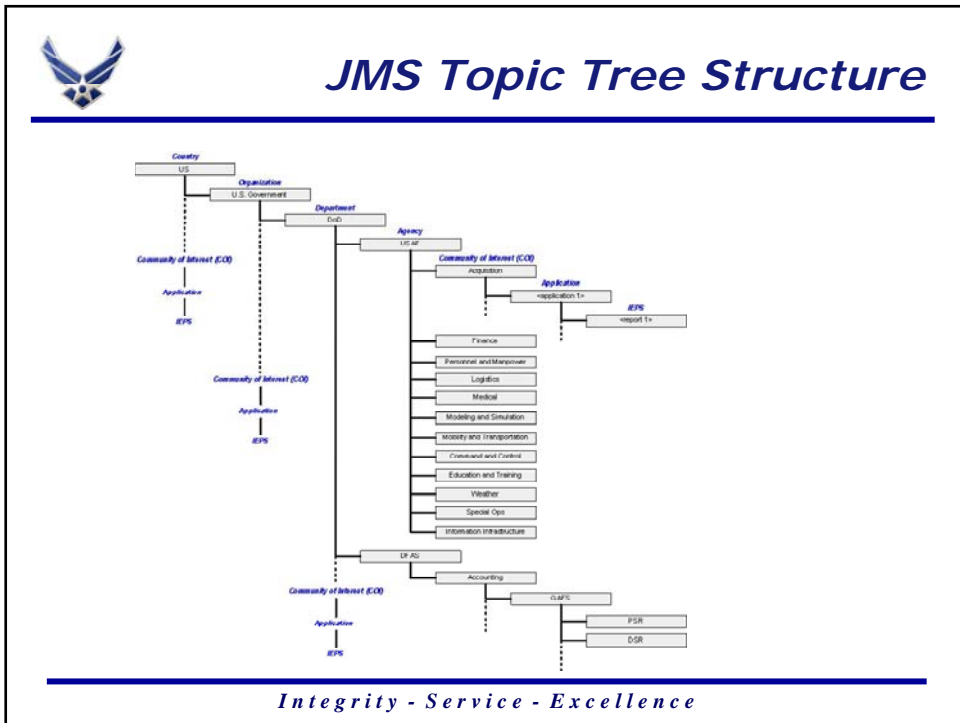 JMS Topic Tree Structure
Country
US
Organization
U.S. Government
Department
DoD
Agency
USAF
Community of Interest (COI)
Community of Interest (COI)
Acquisition
Application
Application
<application 1>
IEPS
IEPS
<report 1>
Finance
Personnel and Manpower
Logistics
Community of Interest (COI)
Medical
Application
Modeling and Simulation
IEPS
Mobility and Transportation
Command and Control
Education and Training
Weather
Special Ops
Information Infrastructure
DFAS
Accounting
Community of Interest (COI)
GAFS
Application
PSR
DSR
IEPS
Integrity - Service - Excellence